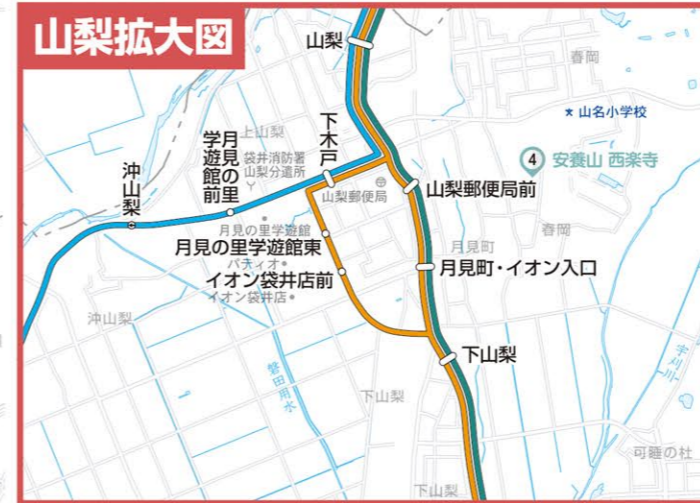 山梨拡大図
山梨
春岡
山名小学校
上山梨
袋井消防署
山梨分遣所
下木戸
月見の里
学遊館前
沖山梨
4
安養山 西楽寺
山梨郵便局
山梨郵便局前
春岡
月見の里学遊館
月見の里学遊館東
月見町
パティオ
イオン袋井店前
月見町・イオン入口
イオン袋井店
沖山梨
下山梨
宇刈川
磐田用水
下山梨
可睡の杜
下山梨